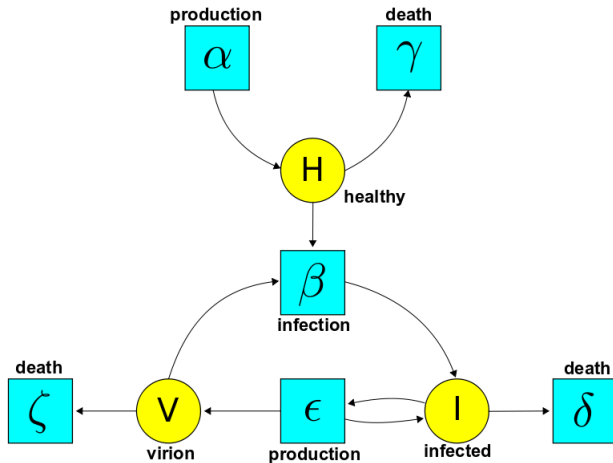 production
death
α
γ
H
healthy
β
infection
death
death
ζ
V
ϵ
I
δ
virion
production
infected